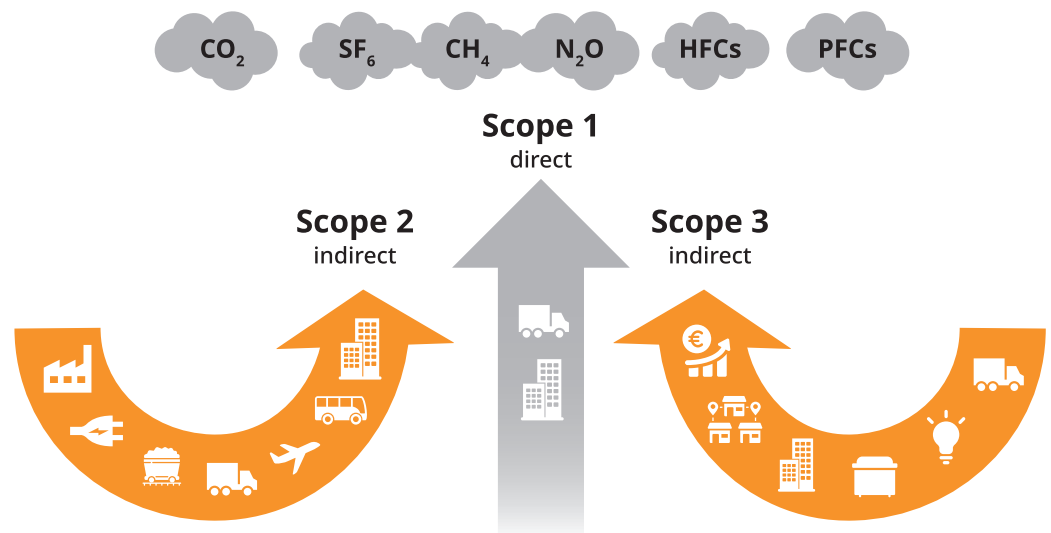 CO₂ SF₆ CH₄ N₂O HFCs PFCs
Scope 1
direct
Scope 2
indirect
Scope 3
indirect
€